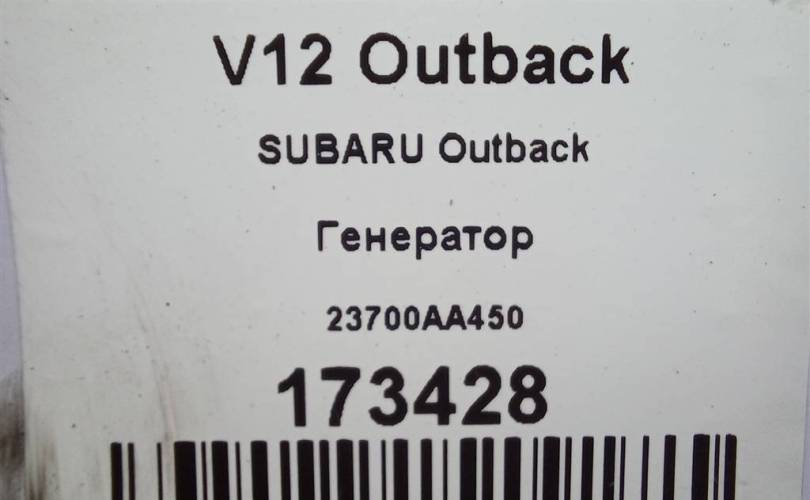 V12 Outback
SUBARU Outback
Генератор
23700AA450
173428